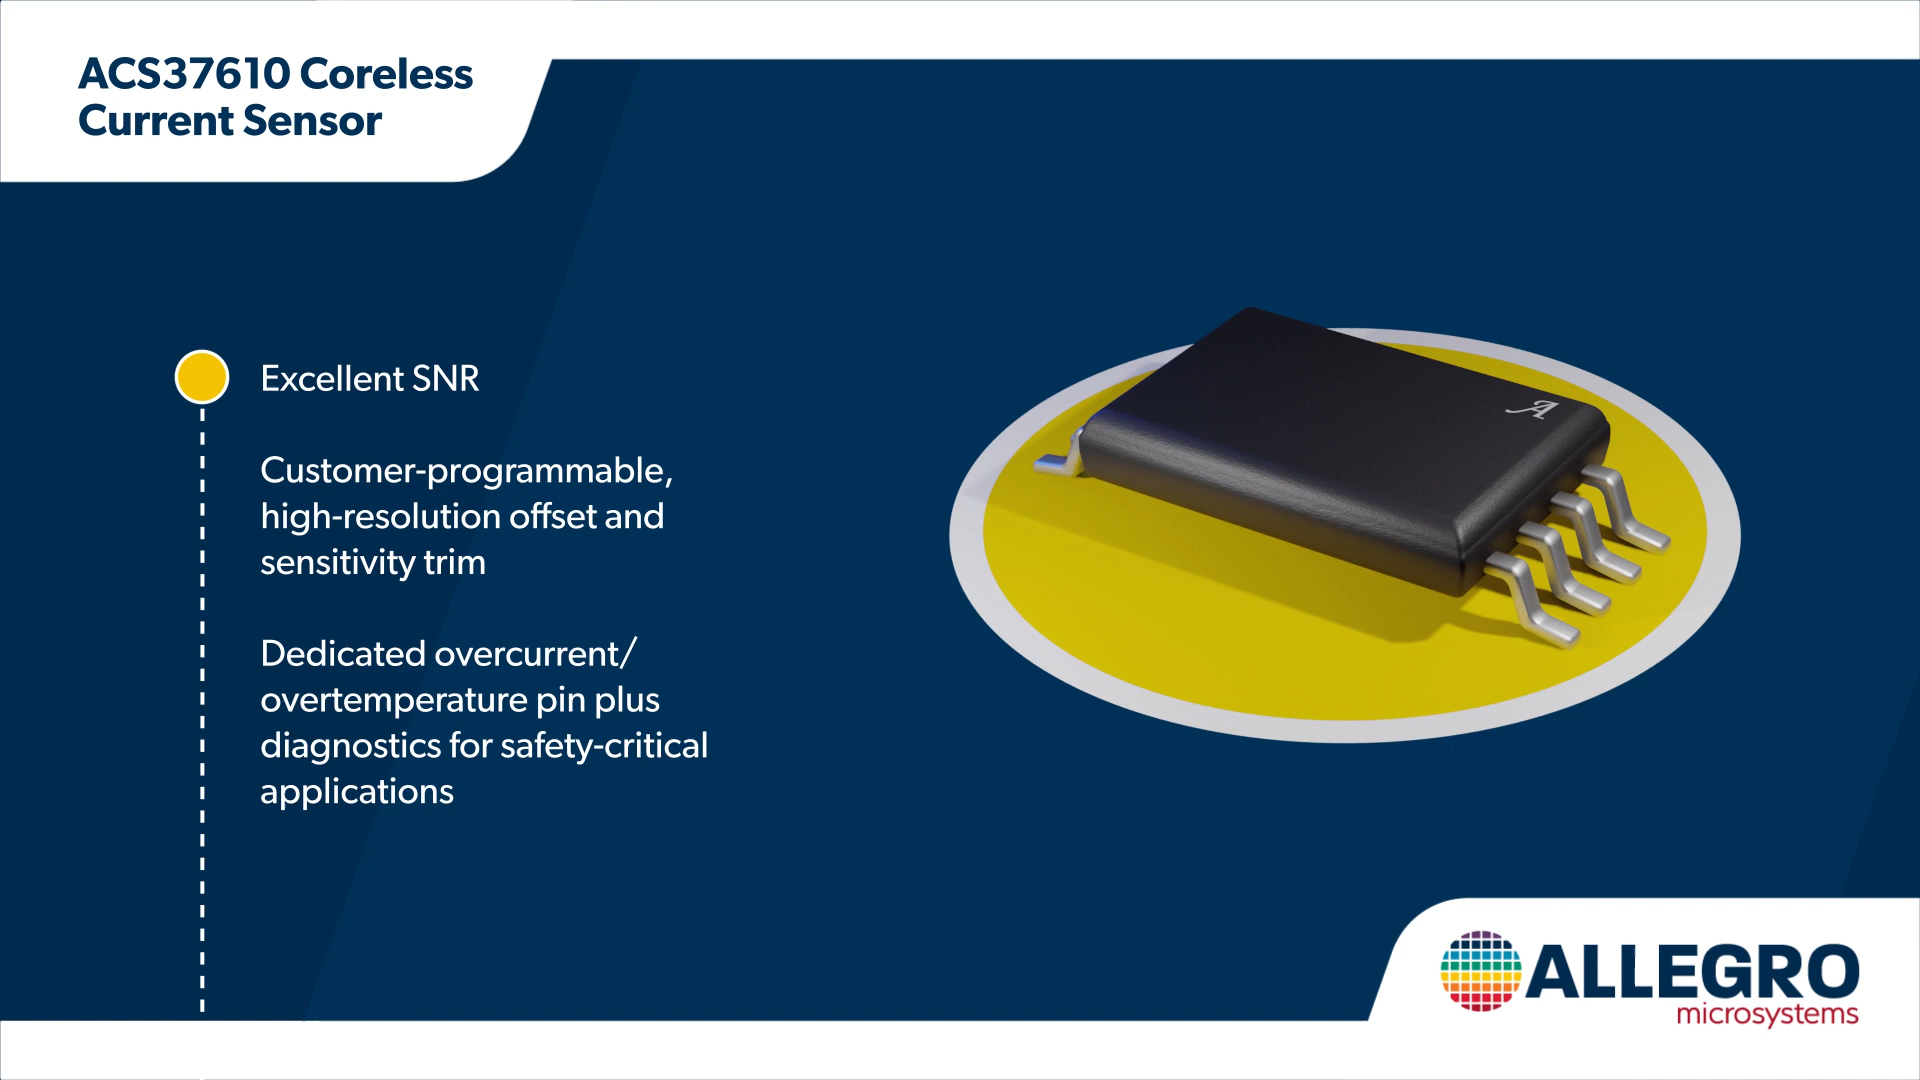 ACS37610 Coreless
Current Sensor
Excellent SNR
Customer-programmable,
high-resolution offset and
sensitivity trim
Dedicated overcurrent/
overtemperature pin plus
diagnostics for safety-critical
applications
A
ALLEGRO
microsystems